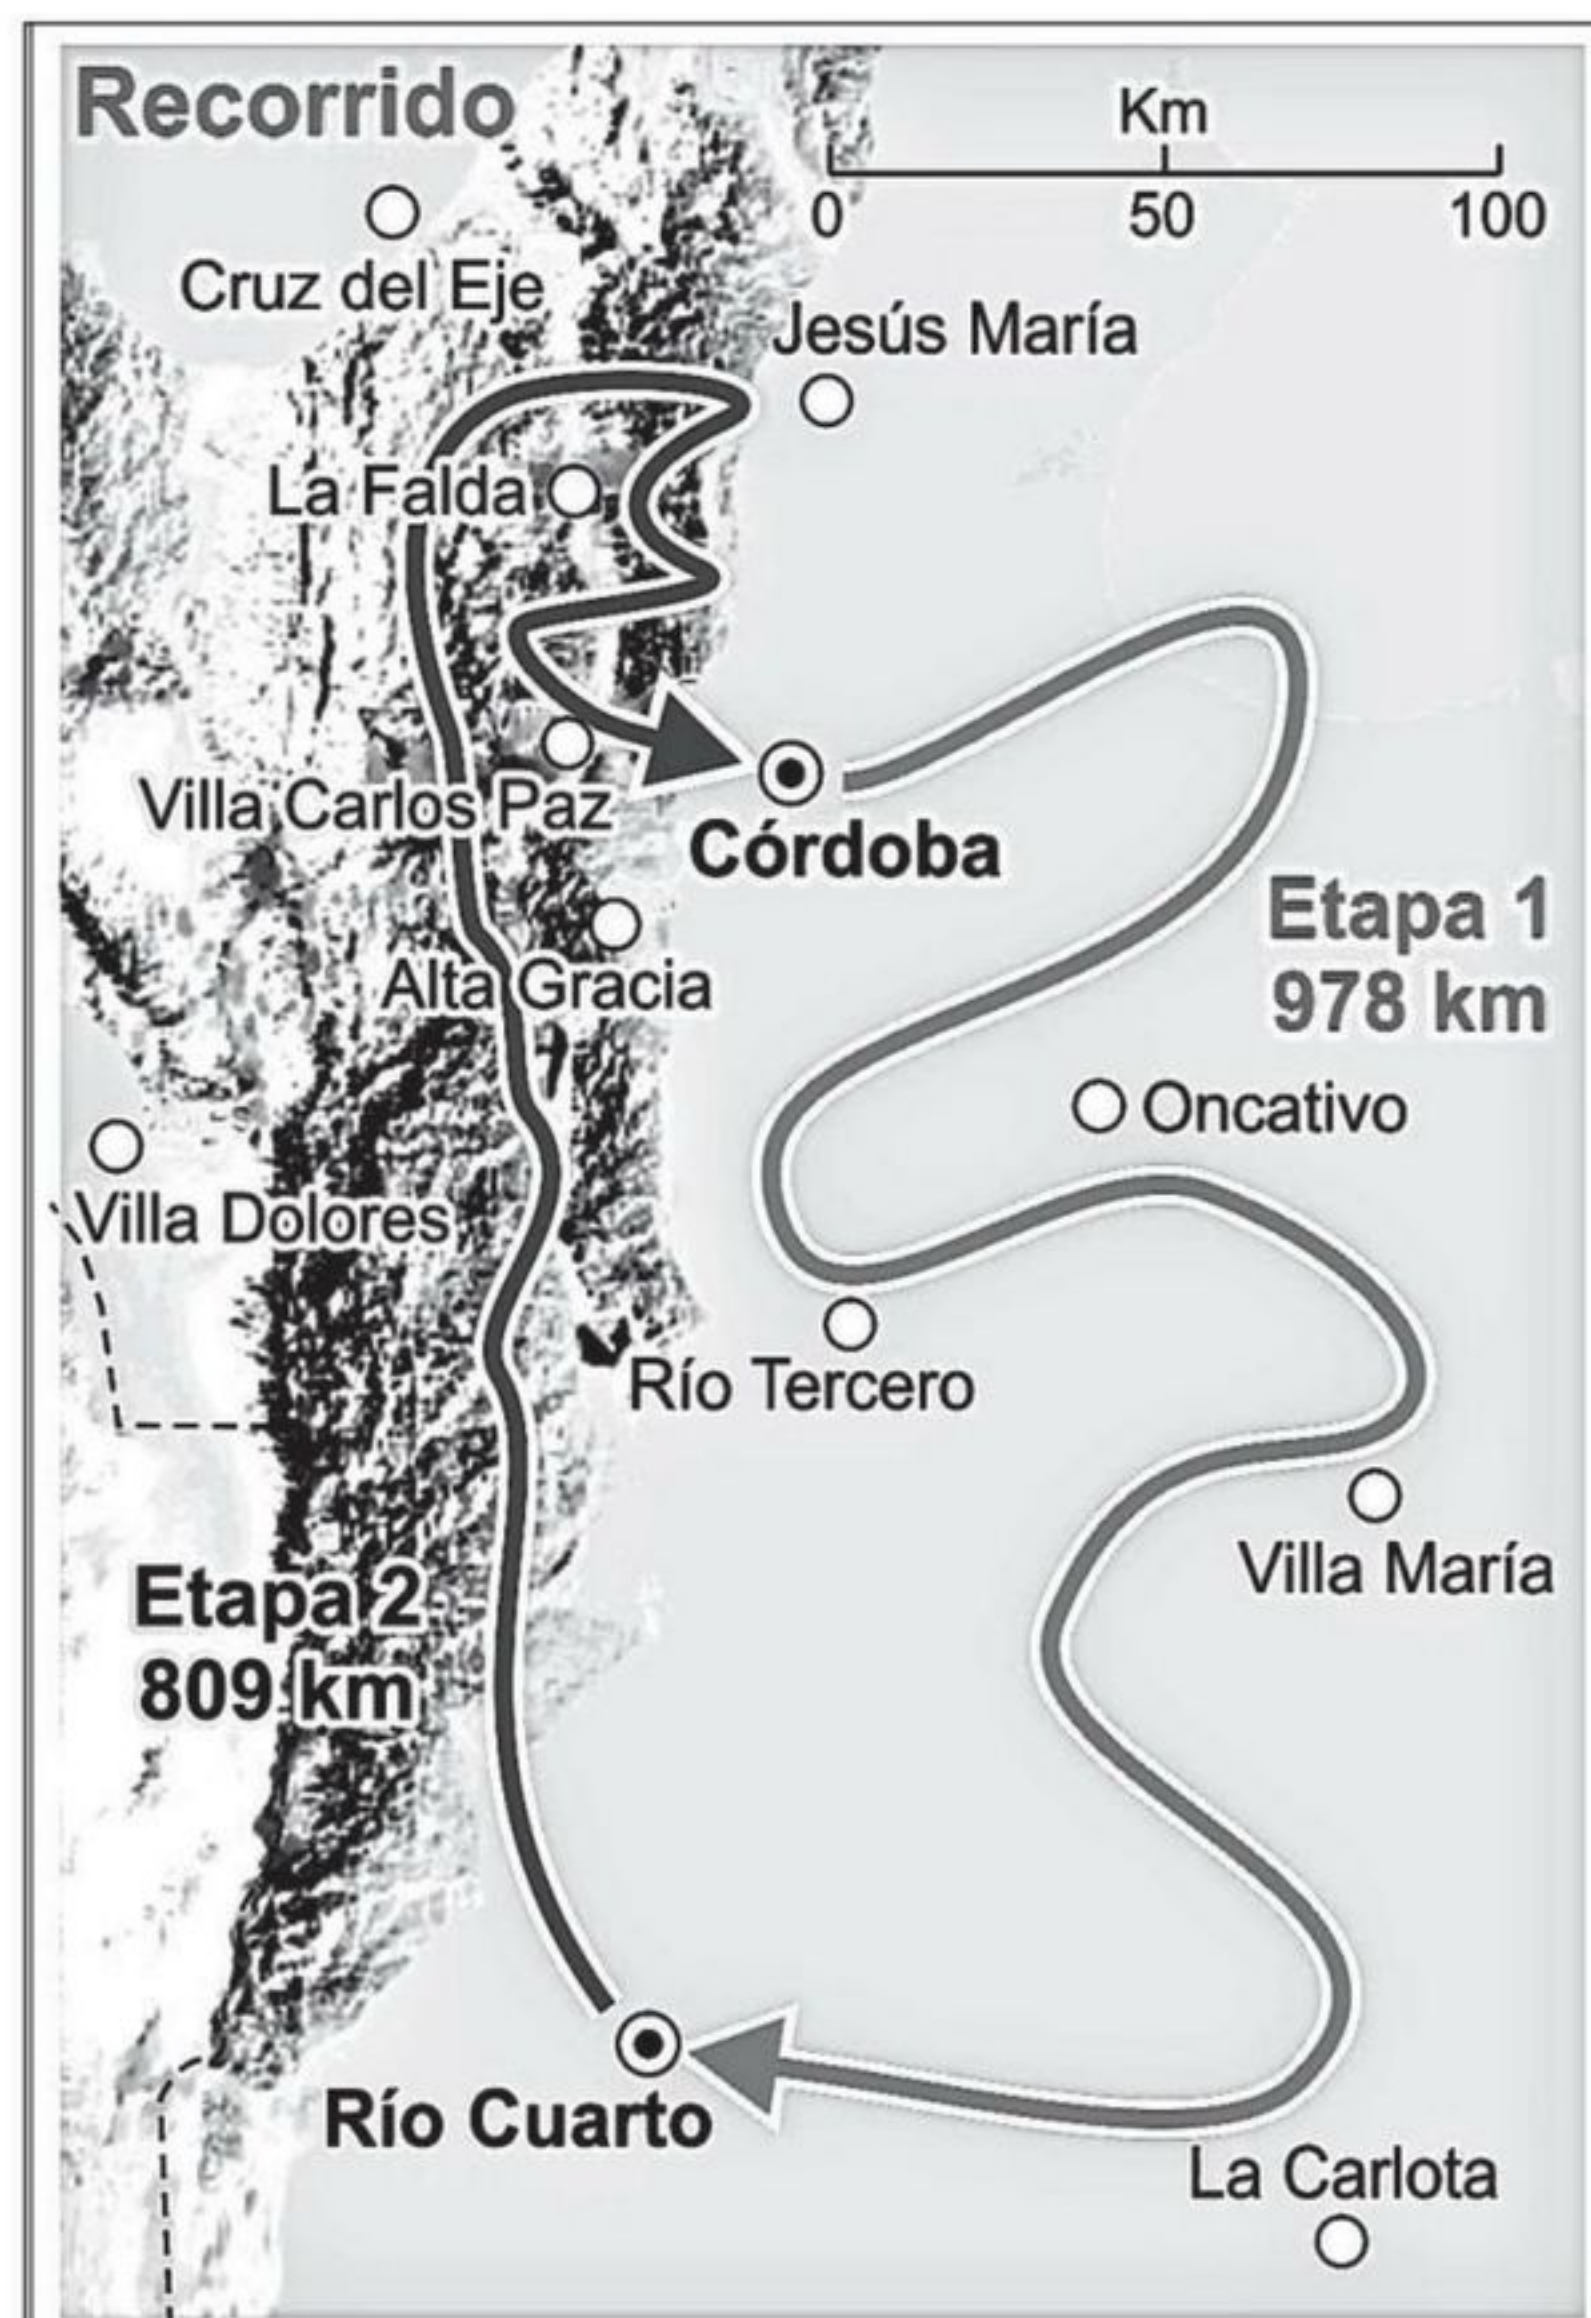 Recorrido
Km
0 50 100
Cruz del Eje
Jesús María
La Falda
Villa Carlos Paz
Córdoba
Etapa 1
978 km
Alta Gracia
Oncativo
Villa Dolores
Río Tercero
Villa María
Etapa 2
809 km
Río Cuarto
La Carlota